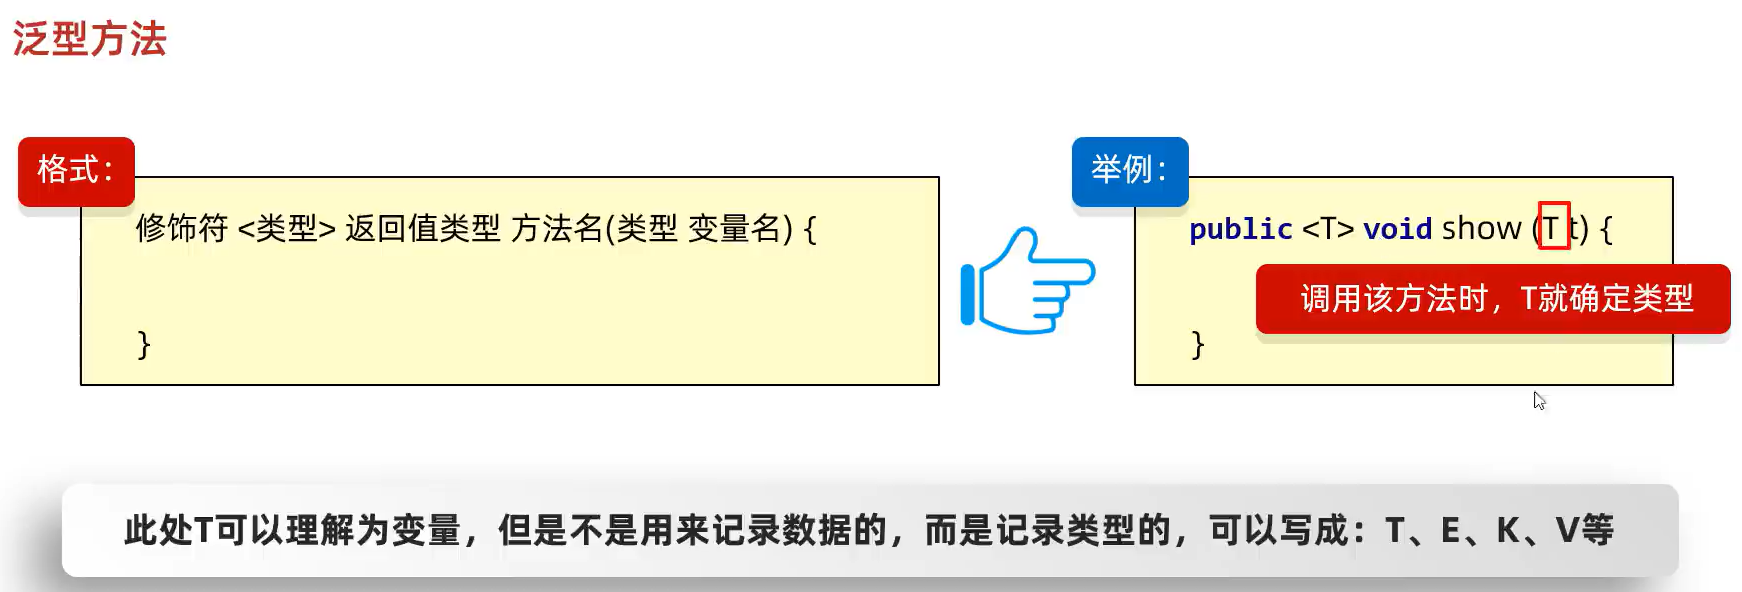 泛型方法
格式：
修饰符 <类型> 返回值类型 方法名(类型 变量名) {
}
举例：
public <T> void show (T t) {
调用该方法时，T就确定类型
}
此处T可以理解为变量，但是不是用来记录数据的，而是记录类型的，可以写成：T、E、K、V等